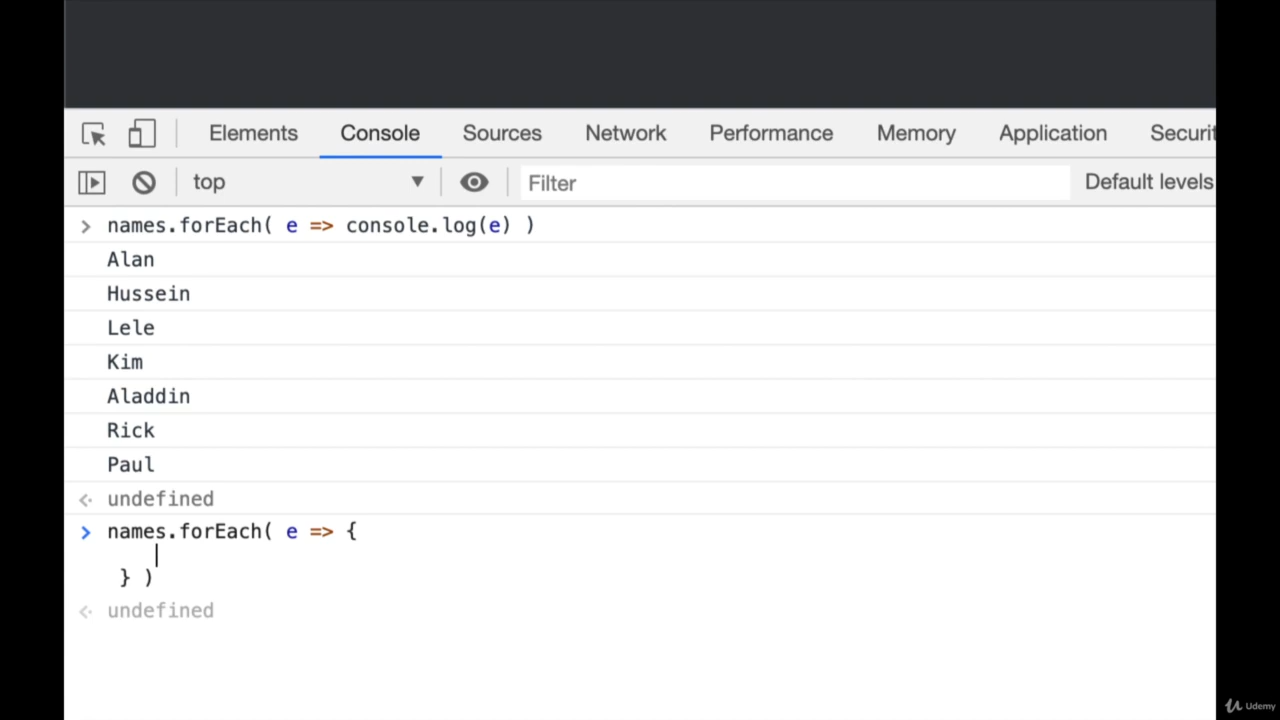 Elements Console Sources Network Performance Memory Application Securit
top Filter Default levels
names.forEach( e => console.log(e) )
Alan
Hussein
Lele
Kim
Aladdin
Rick
Paul
undefined
names.forEach( e => {
} )
undefined
Udemy